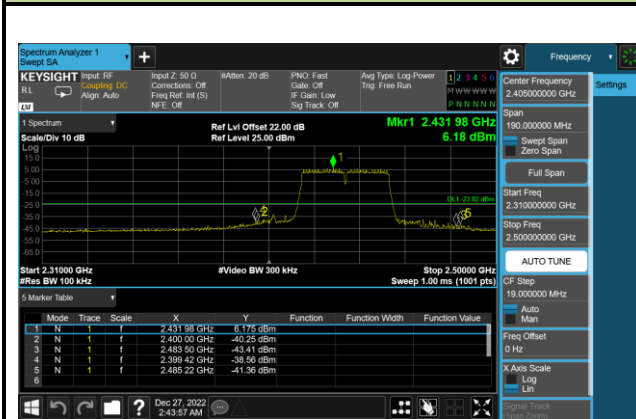 Spectrum Analyzer 1
Swept SA
Frequency
KEYSIGHT
RL
LXI
Input: RF
Coupling: DC
Align: Auto
Input Z: 50 Ω
Corrections: Off
Freq Ref: Int (S)
NFE: Off
#Atten: 20 dB
PNO: Fast
Gate: Off
IF Gain: Low
Sig Track: Off
Avg Type: Log-Power
Trig: Free Run
1 2 3 4 5 6
M W W W W W
P N N N N N
1 Spectrum
Scale/Div 10 dB
Log
Ref Lvl Offset 22.00 dB
Ref Level 25.00 dBm
Mkr1 2.431 98 GHz
6.18 dBm
15.0
5.00
-5.00
-15.0
-25.0
-35.0
-45.0
-55.0
-65.0
1
2
5
DL1 -23.82 dBm
Start 2.31000 GHz
#Res BW 100 kHz
#Video BW 300 kHz
Stop 2.50000 GHz
Sweep 1.00 ms (1001 pts)
5 Marker Table
Mode Trace Scale X Y Function Function Width Function Value
1 N 1 f 2.431 98 GHz 6.175 dBm
2 N 1 f 2.400 00 GHz -40.25 dBm
3 N 1 f 2.483 50 GHz -43.41 dBm
4 N 1 f 2.399 42 GHz -38.56 dBm
5 N 1 f 2.485 22 GHz -41.36 dBm
6
Dec 27, 2022
2:43:57 AM
Center Frequency
2.405000000 GHz
Settings
Span
190.000000 MHz
Swept Span
Zero Span
Full Span
Start Freq
2.310000000 GHz
Stop Freq
2.500000000 GHz
AUTO TUNE
CF Step
19.000000 MHz
Auto
Man
Freq Offset
0 Hz
X Axis Scale
Log
Lin
Signal Track
(Span Zoom)